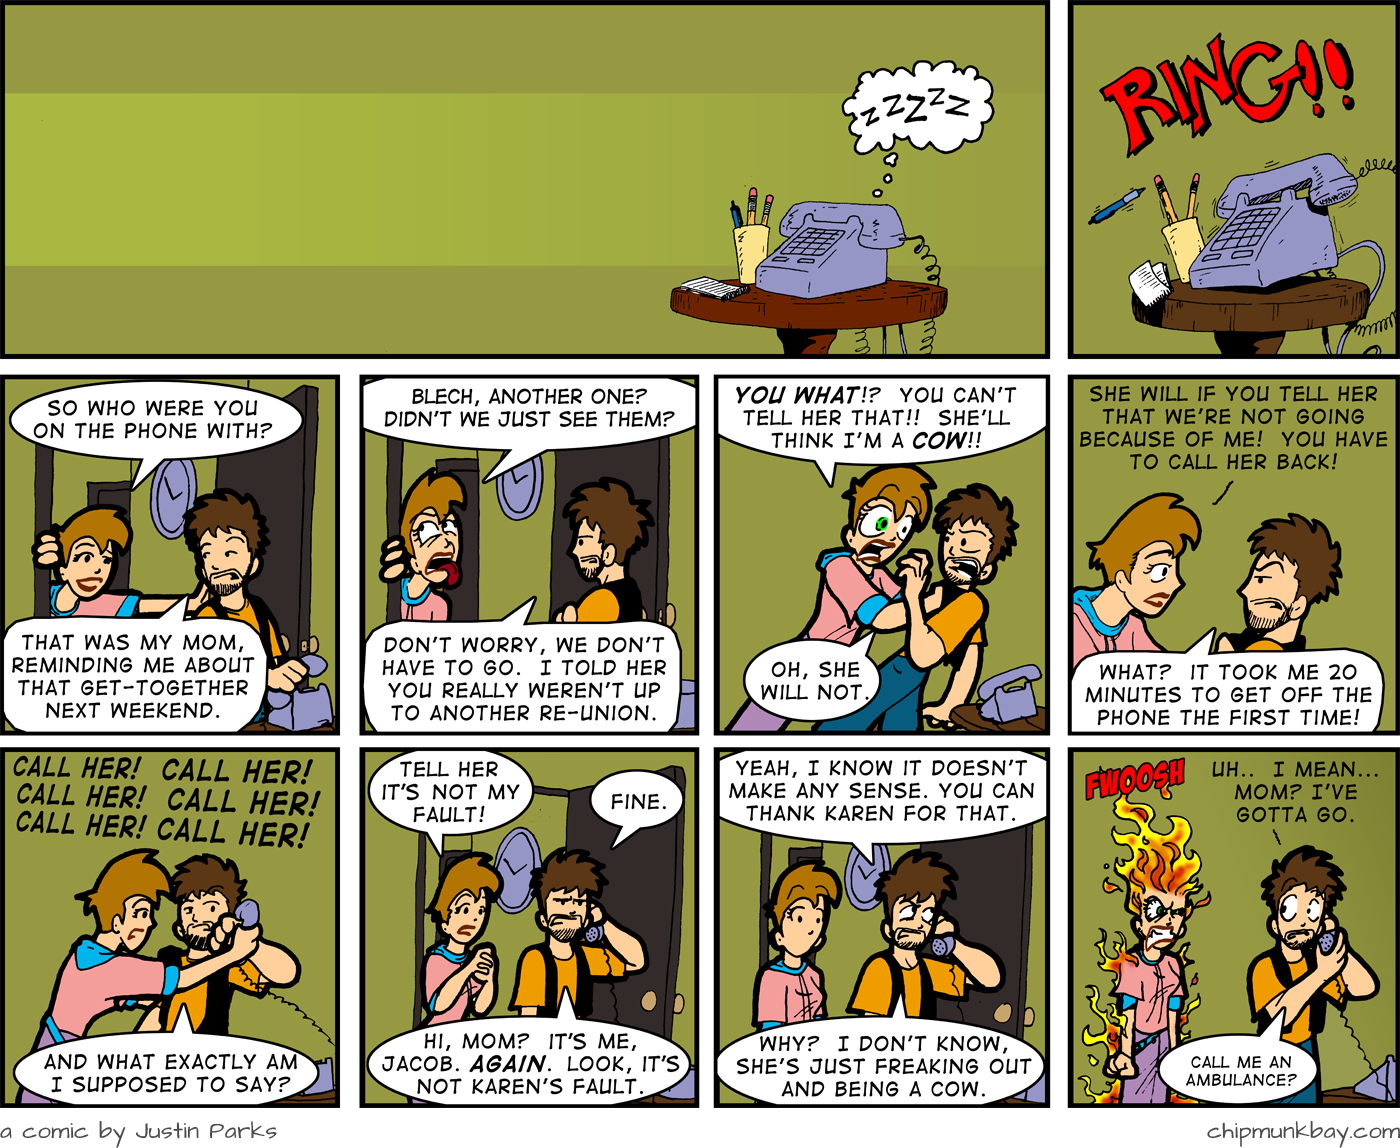 ZZZZZ
RING!!
SO WHO WERE YOU
ON THE PHONE WITH?
THAT WAS MY MOM,
REMINDING ME ABOUT
THAT GET-TOGETHER
NEXT WEEKEND.
BLECH, ANOTHER ONE?
DIDN'T WE JUST SEE THEM?
DON'T WORRY, WE DON'T
HAVE TO GO. I TOLD HER
YOU REALLY WEREN'T UP
TO ANOTHER RE-UNION.
YOU WHAT!? YOU CAN'T
TELL HER THAT!! SHE'LL
THINK I'M A COW!!
OH, SHE
WILL NOT.
SHE WILL IF YOU TELL HER
THAT WE'RE NOT GOING
BECAUSE OF ME! YOU HAVE
TO CALL HER BACK!
WHAT? IT TOOK ME 20
MINUTES TO GET OFF THE
PHONE THE FIRST TIME!
CALL HER! CALL HER!
CALL HER! CALL HER!
CALL HER! CALL HER!
AND WHAT EXACTLY AM
I SUPPOSED TO SAY?
TELL HER
IT'S NOT MY
FAULT!
FINE.
HI, MOM? IT'S ME,
JACOB. AGAIN. LOOK, IT'S
NOT KAREN'S FAULT.
YEAH, I KNOW IT DOESN'T
MAKE ANY SENSE. YOU CAN
THANK KAREN FOR THAT.
WHY? I DON'T KNOW,
SHE'S JUST FREAKING OUT
AND BEING A COW.
FWOOSH
UH.. I MEAN...
MOM? I'VE
GOTTA GO.
CALL ME AN
AMBULANCE?
a comic by Justin Parks
chipmunkbay.com